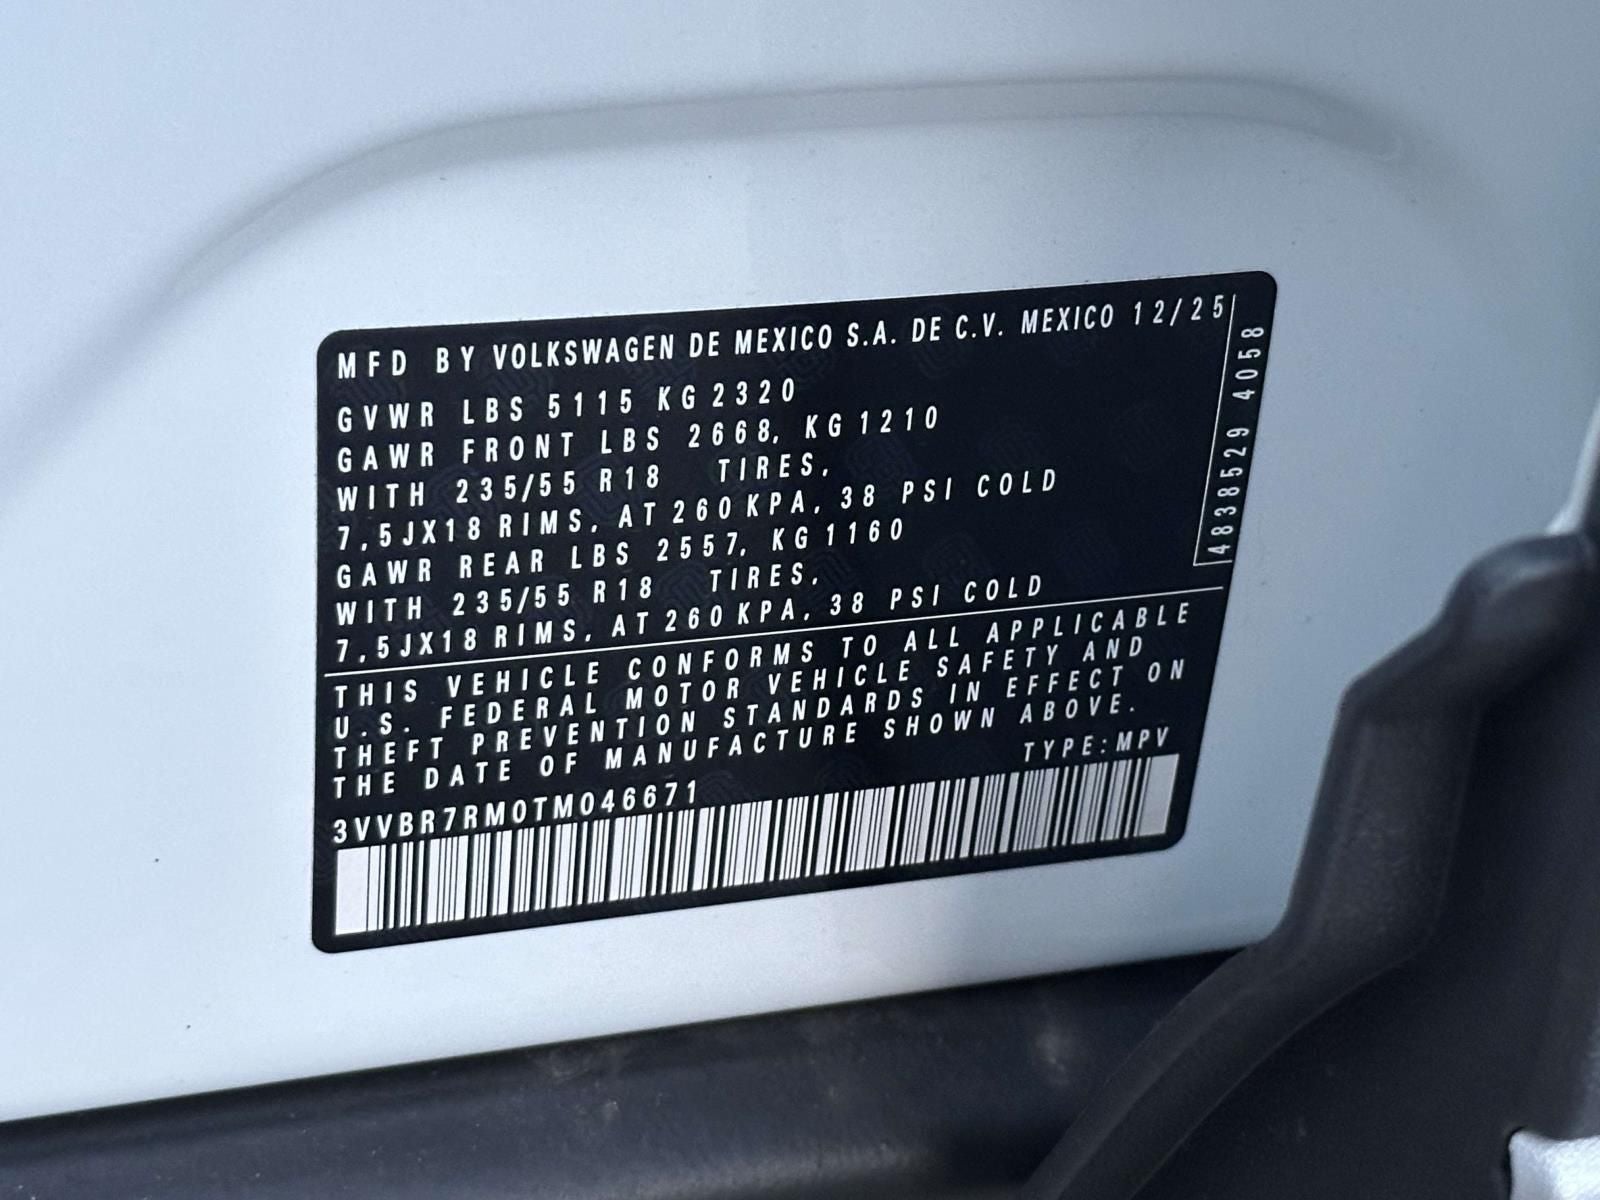 MFD BY VOLKSWAGEN DE MEXICO S.A. DE C.V. MEXICO 12/25
GVWR LBS 5115 KG 2320
GAWR FRONT LBS 2668, KG 1210
WITH 235/55 R18 TIRES,
7,5JX18 RIMS, AT 260 KPA, 38 PSI COLD
GAWR REAR LBS 2557, KG 1160
WITH 235/55 R18 TIRES,
7,5JX18 RIMS, AT 260 KPA, 38 PSI COLD
4838529 4058
THIS VEHICLE CONFORMS TO ALL APPLICABLE
U.S. FEDERAL MOTOR VEHICLE SAFETY AND
THEFT PREVENTION STANDARDS IN EFFECT ON
THE DATE OF MANUFACTURE SHOWN ABOVE.
TYPE:MPV
3VVBR7RM0TM046671